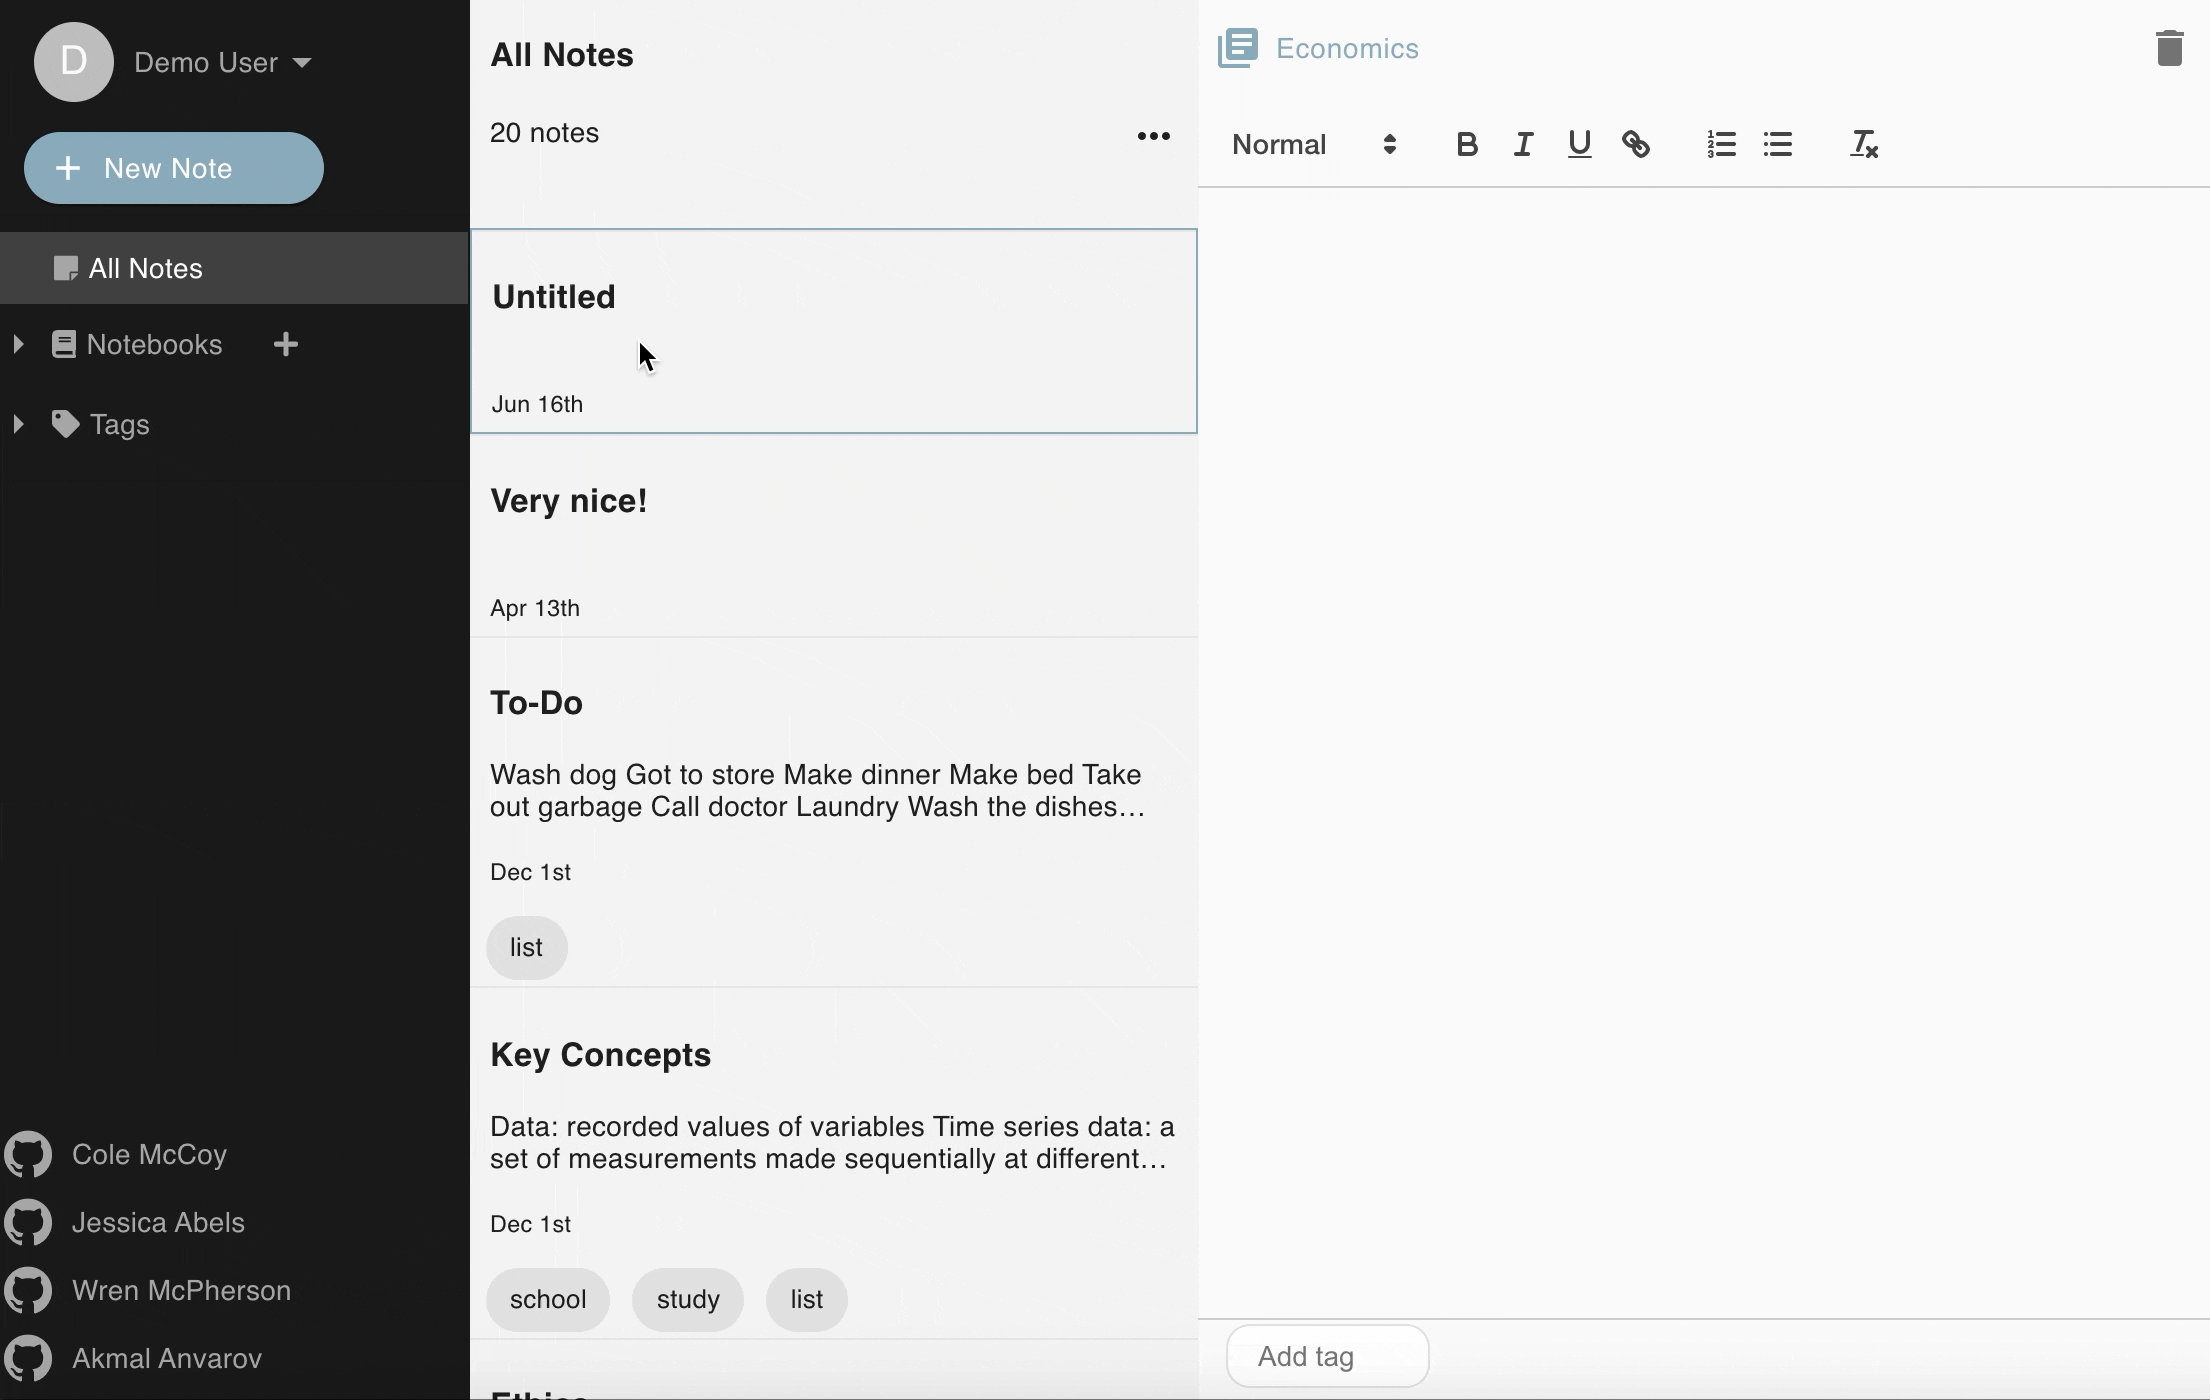 D
Demo User
New Note
All Notes
Notebooks
Tags
Cole McCoy
Jessica Abels
Wren McPherson
Akmal Anvarov
All Notes
20 notes
Untitled
Jun 16th
Very nice!
Apr 13th
To-Do
Wash dog Got to store Make dinner Make bed Take
out garbage Call doctor Laundry Wash the dishes…
Dec 1st
list
Key Concepts
Data: recorded values of variables Time series data: a
set of measurements made sequentially at different…
Dec 1st
school study list
Ethics
Economics
Normal B I U
Add tag